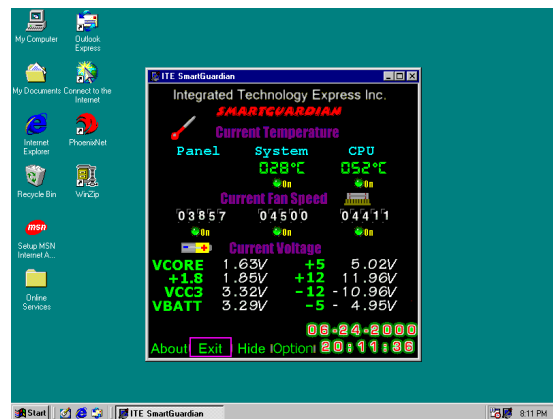 My Computer
Outlook
Express
My Documents
Connect to the
Internet
Internet
Explorer
PhoenixNet
Recycle Bin
WinZip
msn
Setup MSN
Internet A...
Online
Services
ITE SmartGuardian
Integrated Technology Express Inc.
SMARTGUARDIAN
Current Temperature
Panel System CPU
028°C 052°C
On On
Current Fan Speed
03857 04500 04411
On On On
Current Voltage
VCORE 1.63V +5 5.02V
+1.8 1.85V +12 11.96V
VCC3 3.32V -12 -10.96V
VBATT 3.29V -5 - 4.95V
06-24-2000
About Exit Hide Option 20:11:36
Start ITE SmartGuardian 8:11 PM